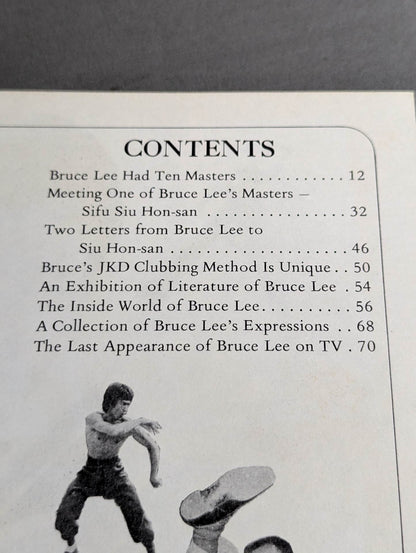 CONTENTS
Bruce Lee Had Ten Masters . . . . . . . . . . . . 12
Meeting One of Bruce Lee's Masters –
Sifu Siu Hon-san . . . . . . . . . . . . . . . . 32
Two Letters from Bruce Lee to
Siu Hon-san . . . . . . . . . . . . . . . . . . . . 46
Bruce's JKD Clubbing Method Is Unique . . 50
An Exhibition of Literature of Bruce Lee . 54
The Inside World of Bruce Lee. . . . . . . . . . 56
A Collection of Bruce Lee's Expressions . . 68
The Last Appearance of Bruce Lee on TV . 70